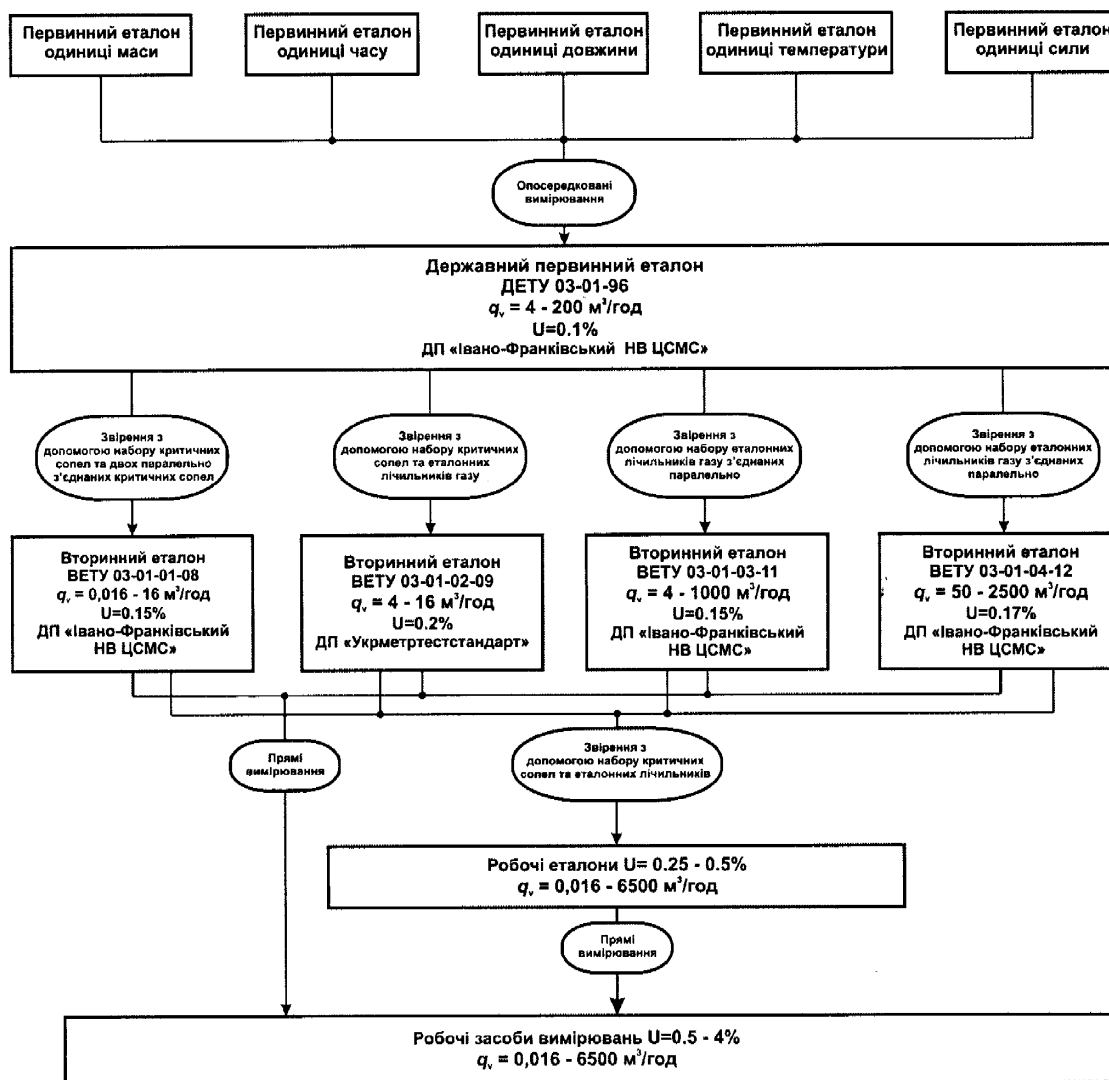 Первинний еталон
одиниці маси
Первинний еталон
одиниці часу
Первинний еталон
одиниці довжини
Первинний еталон
одиниці температури
Первинний еталон
одиниці сили
Опосередковані
вимірювання
Державний первинний еталон
ДЕТУ 03-01-96
qᵥ = 4 - 200 м³/год
U=0.1%
ДП «Івано-Франківський НВ ЦСМС»
Звірення з
допомогою набору критичних
сопел та двох паралельно
з'єднаних критичних сопел
Звірення з
допомогою набору критичних
сопел та еталонних
лічильників газу
Звірення з
допомогою набору еталонних
лічильників газу з'єднаних
паралельно
Звірення з
допомогою набору еталонних
лічильників газу з'єднаних
паралельно
Вторинний еталон
ВЕТУ 03-01-01-08
qᵥ = 0,016 - 16 м³/год
U=0.15%
ДП «Івано-Франківський
НВ ЦСМС»
Вторинний еталон
ВЕТУ 03-01-02-09
qᵥ = 4 - 16 м³/год
U=0.2%
ДП «Укрметртестстандарт»
Вторинний еталон
ВЕТУ 03-01-03-11
qᵥ = 4 - 1000 м³/год
U=0.15%
ДП «Івано-Франківський
НВ ЦСМС»
Вторинний еталон
ВЕТУ 03-01-04-12
qᵥ = 50 - 2500 м³/год
U=0.17%
ДП «Івано-Франківський
НВ ЦСМС»
Прямі
вимірювання
Звірення з
допомогою набору критичних
сопел та еталонних лічильників
Робочі еталони U= 0.25 - 0.5%
qᵥ = 0,016 - 6500 м³/год
Прямі
вимірювання
Робочі засоби вимірювань U=0.5 - 4%
qᵥ = 0,016 - 6500 м³/год